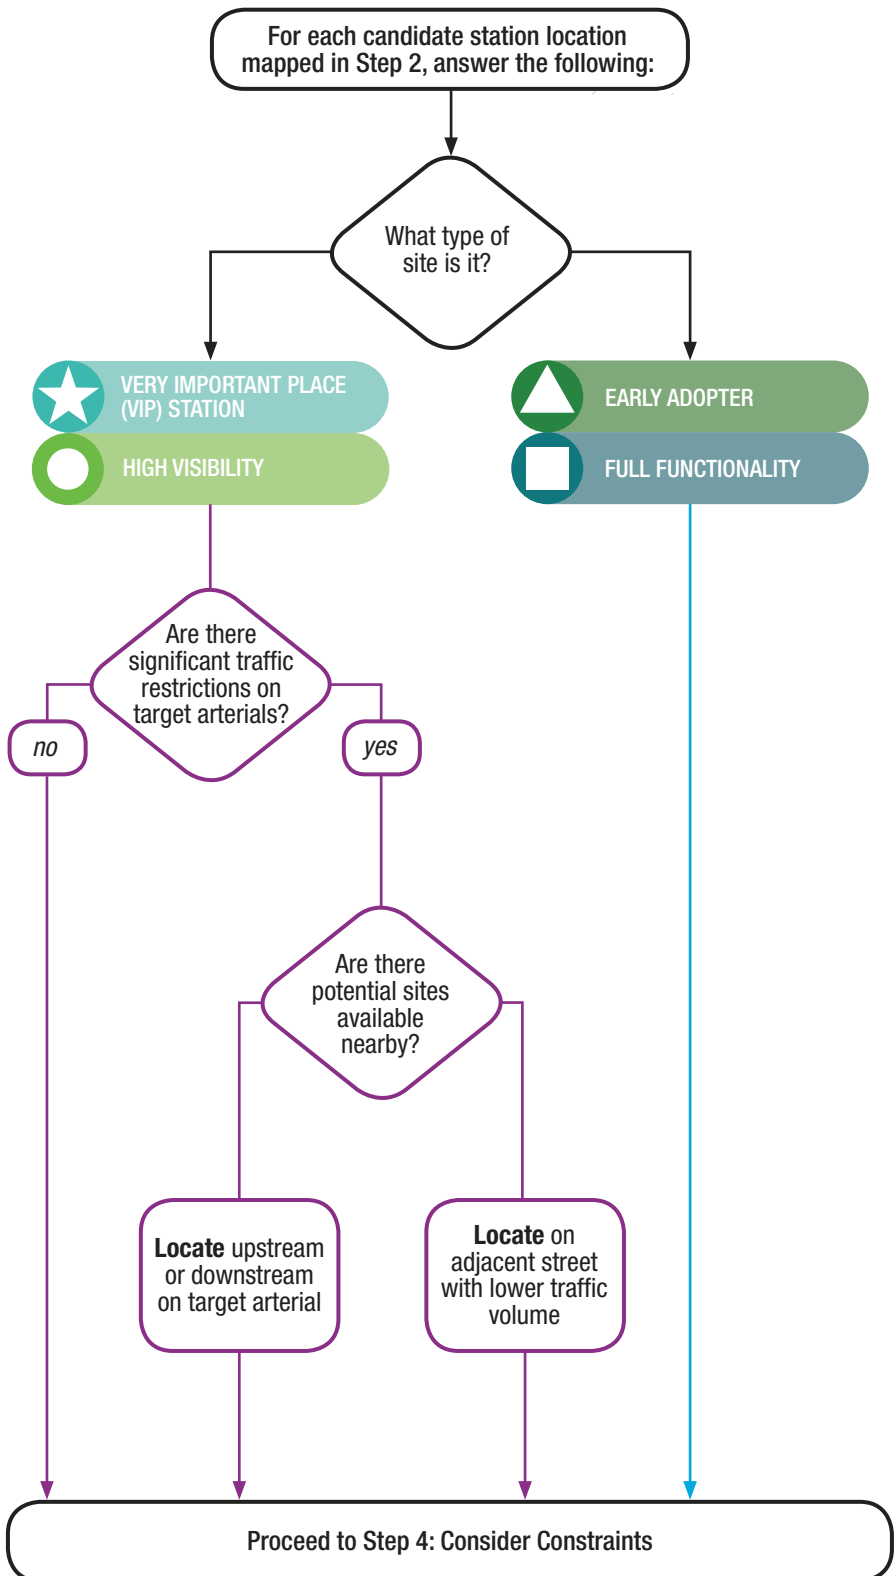 For each candidate station location
mapped in Step 2, answer the following:
What type of
site is it?
VERY IMPORTANT PLACE
(VIP) STATION
HIGH VISIBILITY
EARLY ADOPTER
FULL FUNCTIONALITY
Are there
significant traffic
restrictions on
target arterials?
no
yes
Are there
potential sites
available
nearby?
Locate upstream
or downstream
on target arterial
Locate on
adjacent street
with lower traffic
volume
Proceed to Step 4: Consider Constraints